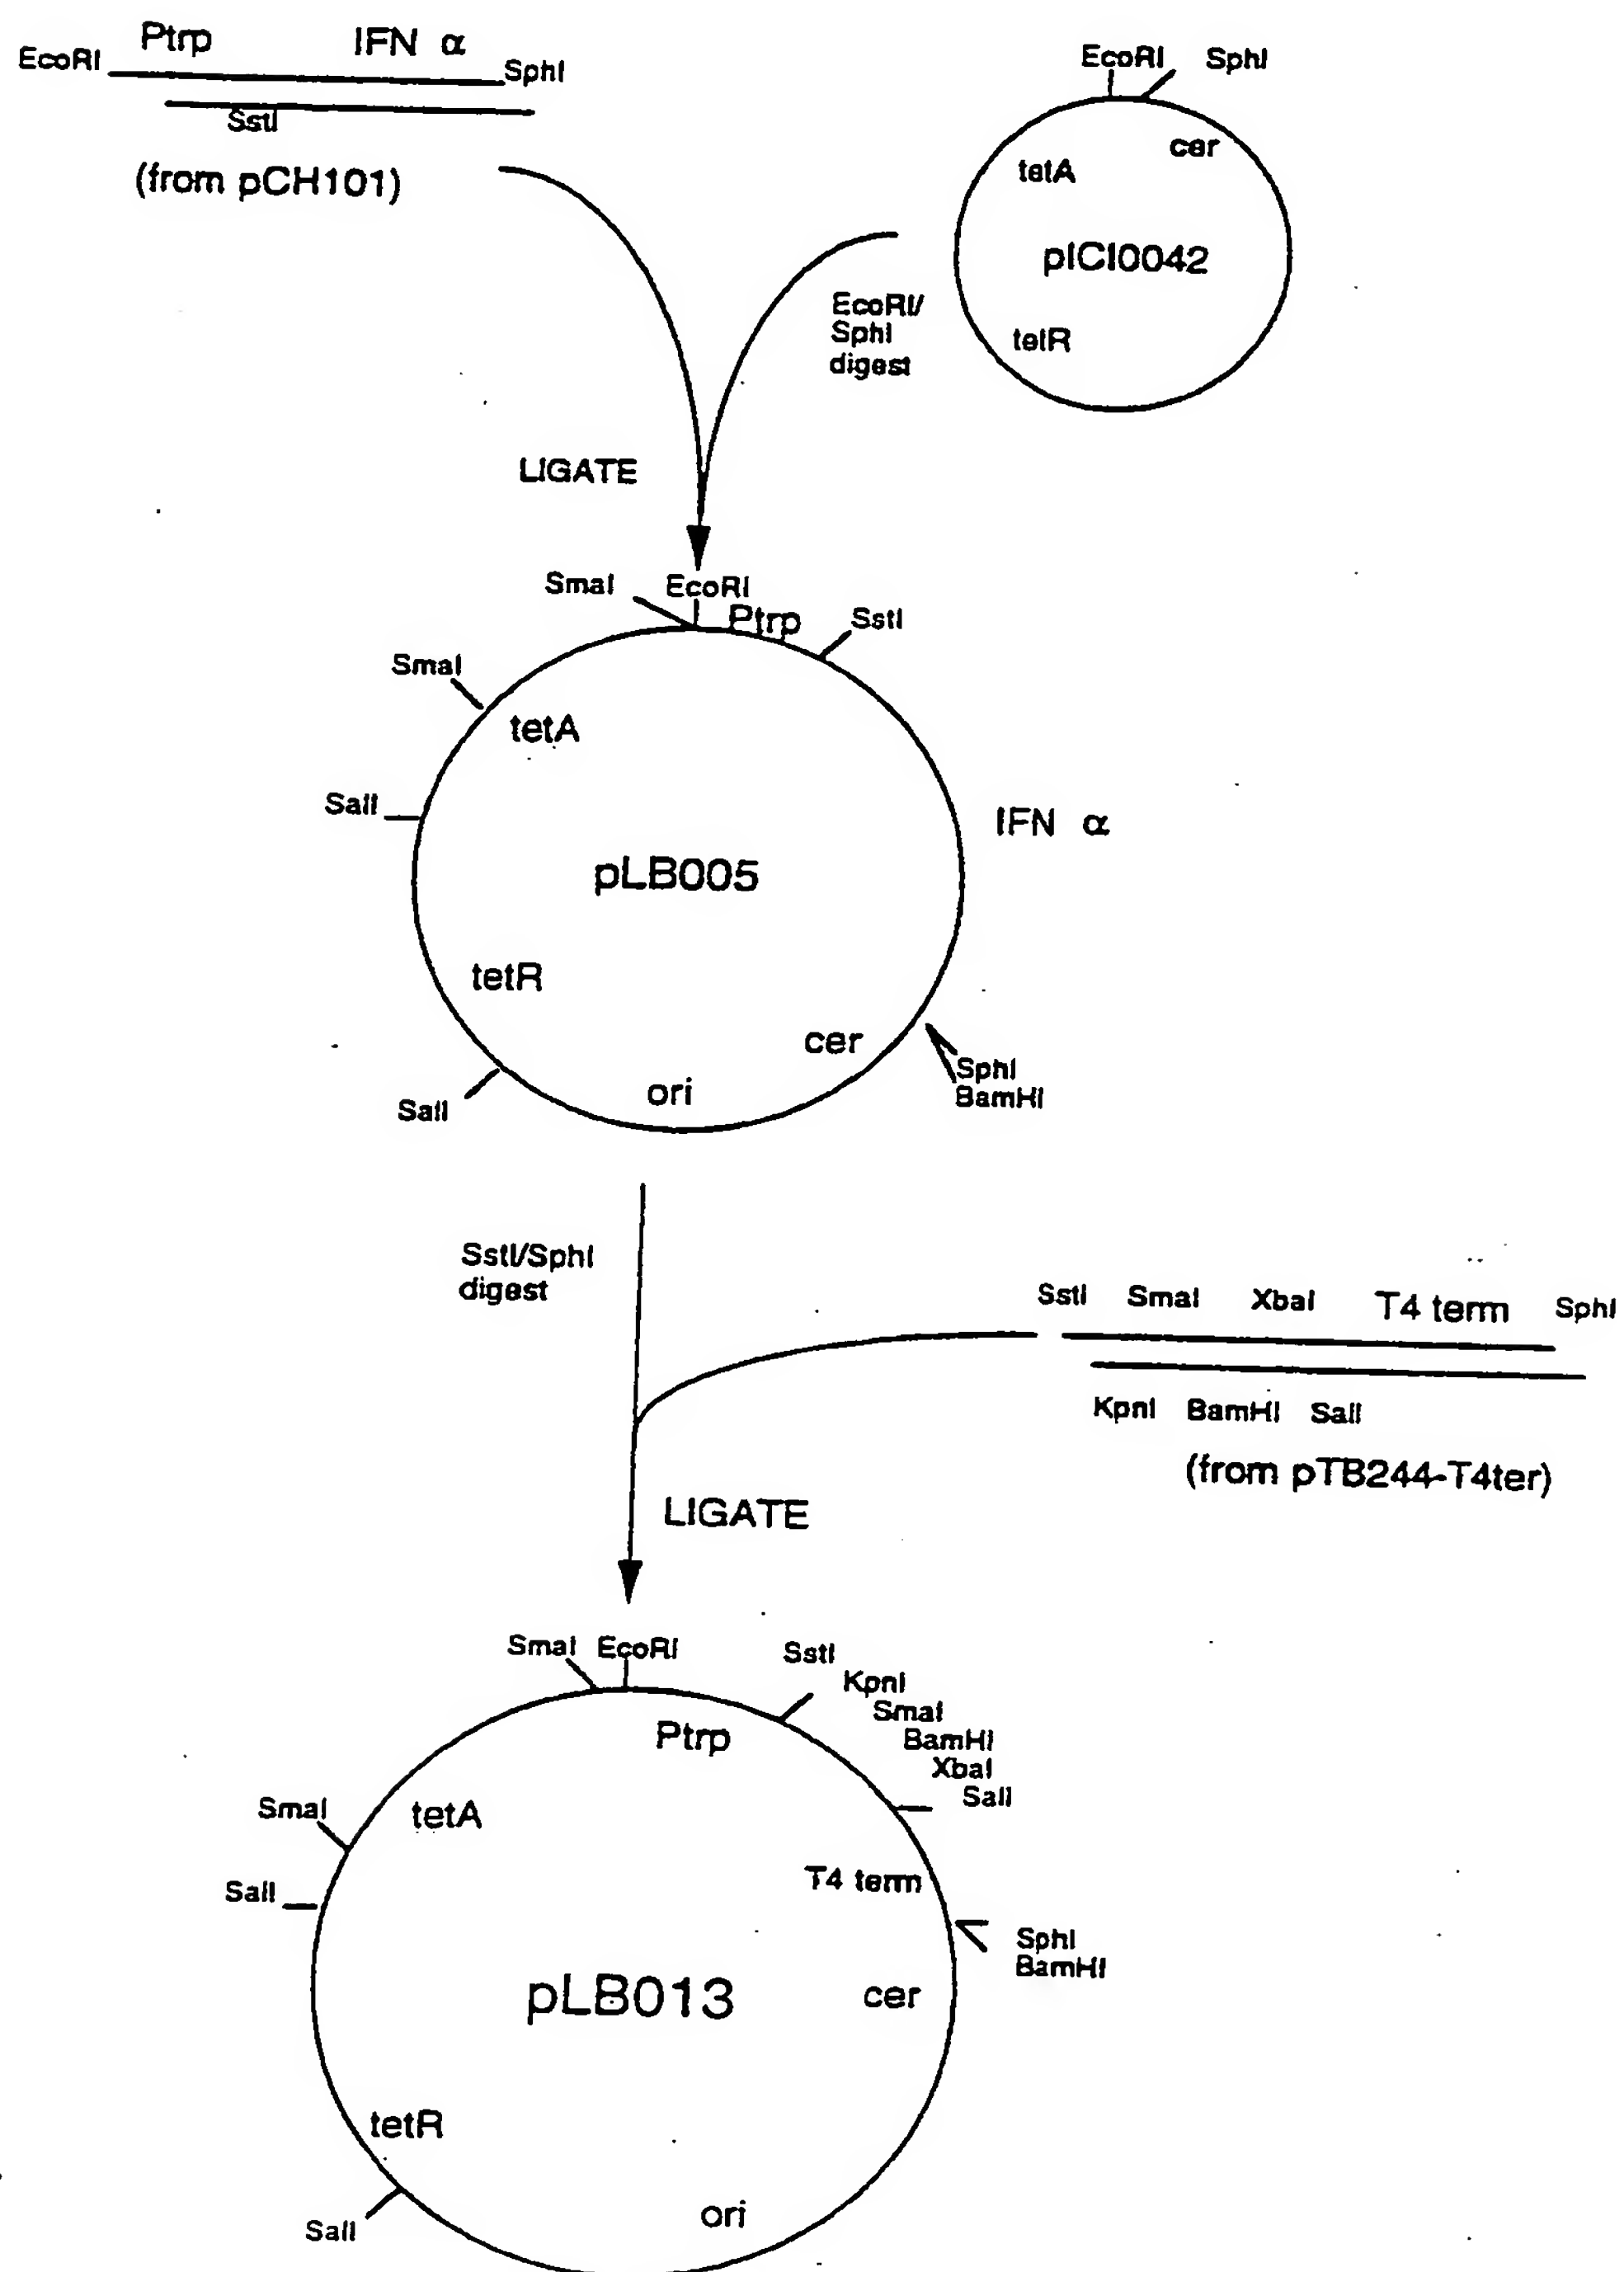 Ptrp IFN α
EcoRI SphI
SstI
(from pCH101)
EcoRI SphI
cer
tetA
pICI0042
tetR
EcoRI/
SphI
digest
LIGATE
SmaI EcoRI
Ptrp SstI
SmaI
tetA
SalI
IFN α
pLB005
tetR
cer
SphI
BamHI
ori
SalI
SstI/SphI
digest
SstI SmaI XbaI T4 term SphI
KpnI BamHI SalI
(from pTB244-T4ter)
LIGATE
SmaI EcoRI SstI
KpnI
SmaI
BamHI
XbaI
SalI
Ptrp
SmaI
tetA
T4 term
SalI
SphI
BamHI
cer
pLB013
tetR
ori
SalI